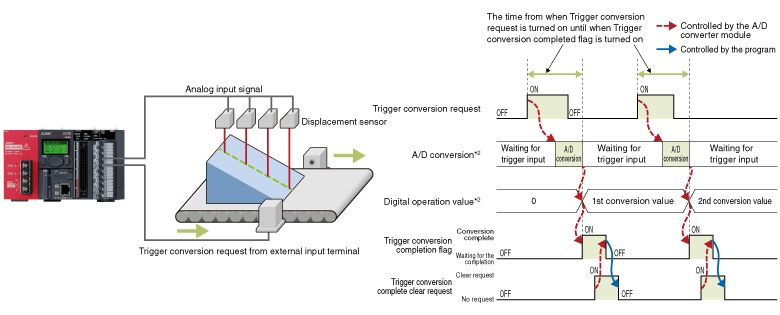 Analog input signal
Displacement sensor
Trigger conversion request from external input terminal
The time from when Trigger conversion
request is turned on until when Trigger
conversion completed flag is turned on
Controlled by the A/D
converter module
Controlled by the program
Trigger conversion request
OFF
ON
OFF
ON
A/D conversion*2
Waiting for
trigger input
A/D
conversion
Waiting for
trigger input
A/D
conversion
Waiting for
trigger input
Digital operation value*2
0
1st conversion value
2nd conversion value
Trigger conversion
completion flag
Conversion
complete
Waiting for the
completion
OFF
ON
OFF
ON
Trigger conversion
complete clear request
Clear request
No request
OFF
ON
OFF
ON